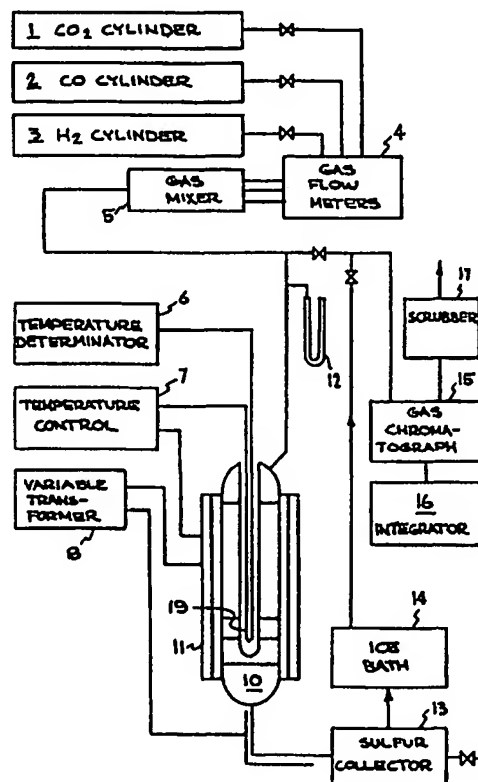 1 CO₂ CYLINDER
2 CO CYLINDER
3 H₂ CYLINDER
4
GAS
FLOW
METERS
GAS
MIXER
5
6
TEMPERATURE
DETERMINATOR
7
TEMPERATURE
CONTROL
VARIABLE
TRANS-
FORMER
8
12
17
SCRUBBER
15
GAS
CHROMA-
TOGRAPH
16
INTEGRATOR
19
11
10
14
ICE
BATH
13
SULFUR
COLLECTOR